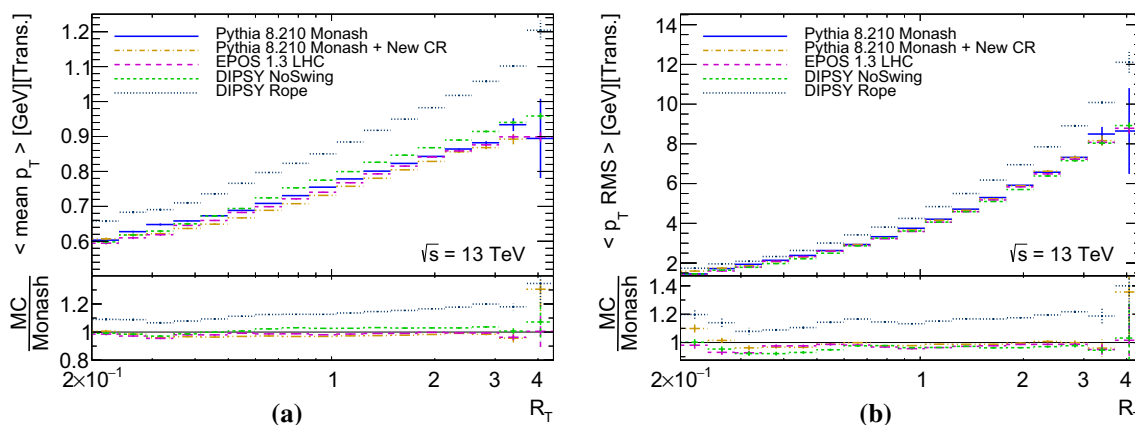 < mean p_T > [GeV][Trans.]
1.2
1.1
1
0.9
0.8
0.7
0.6
Pythia 8.210 Monash
Pythia 8.210 Monash + New CR
EPOS 1.3 LHC
DIPSY NoSwing
DIPSY Rope
√s = 13 TeV
MC
Monash
1.2
1
0.8
2×10⁻¹
1
2
3
4
R_T
(a)
< p_T RMS > [GeV][Trans.]
14
12
10
8
6
4
2
Pythia 8.210 Monash
Pythia 8.210 Monash + New CR
EPOS 1.3 LHC
DIPSY NoSwing
DIPSY Rope
√s = 13 TeV
MC
Monash
1.4
1.2
1
2×10⁻¹
1
2
3
4
R
(b)